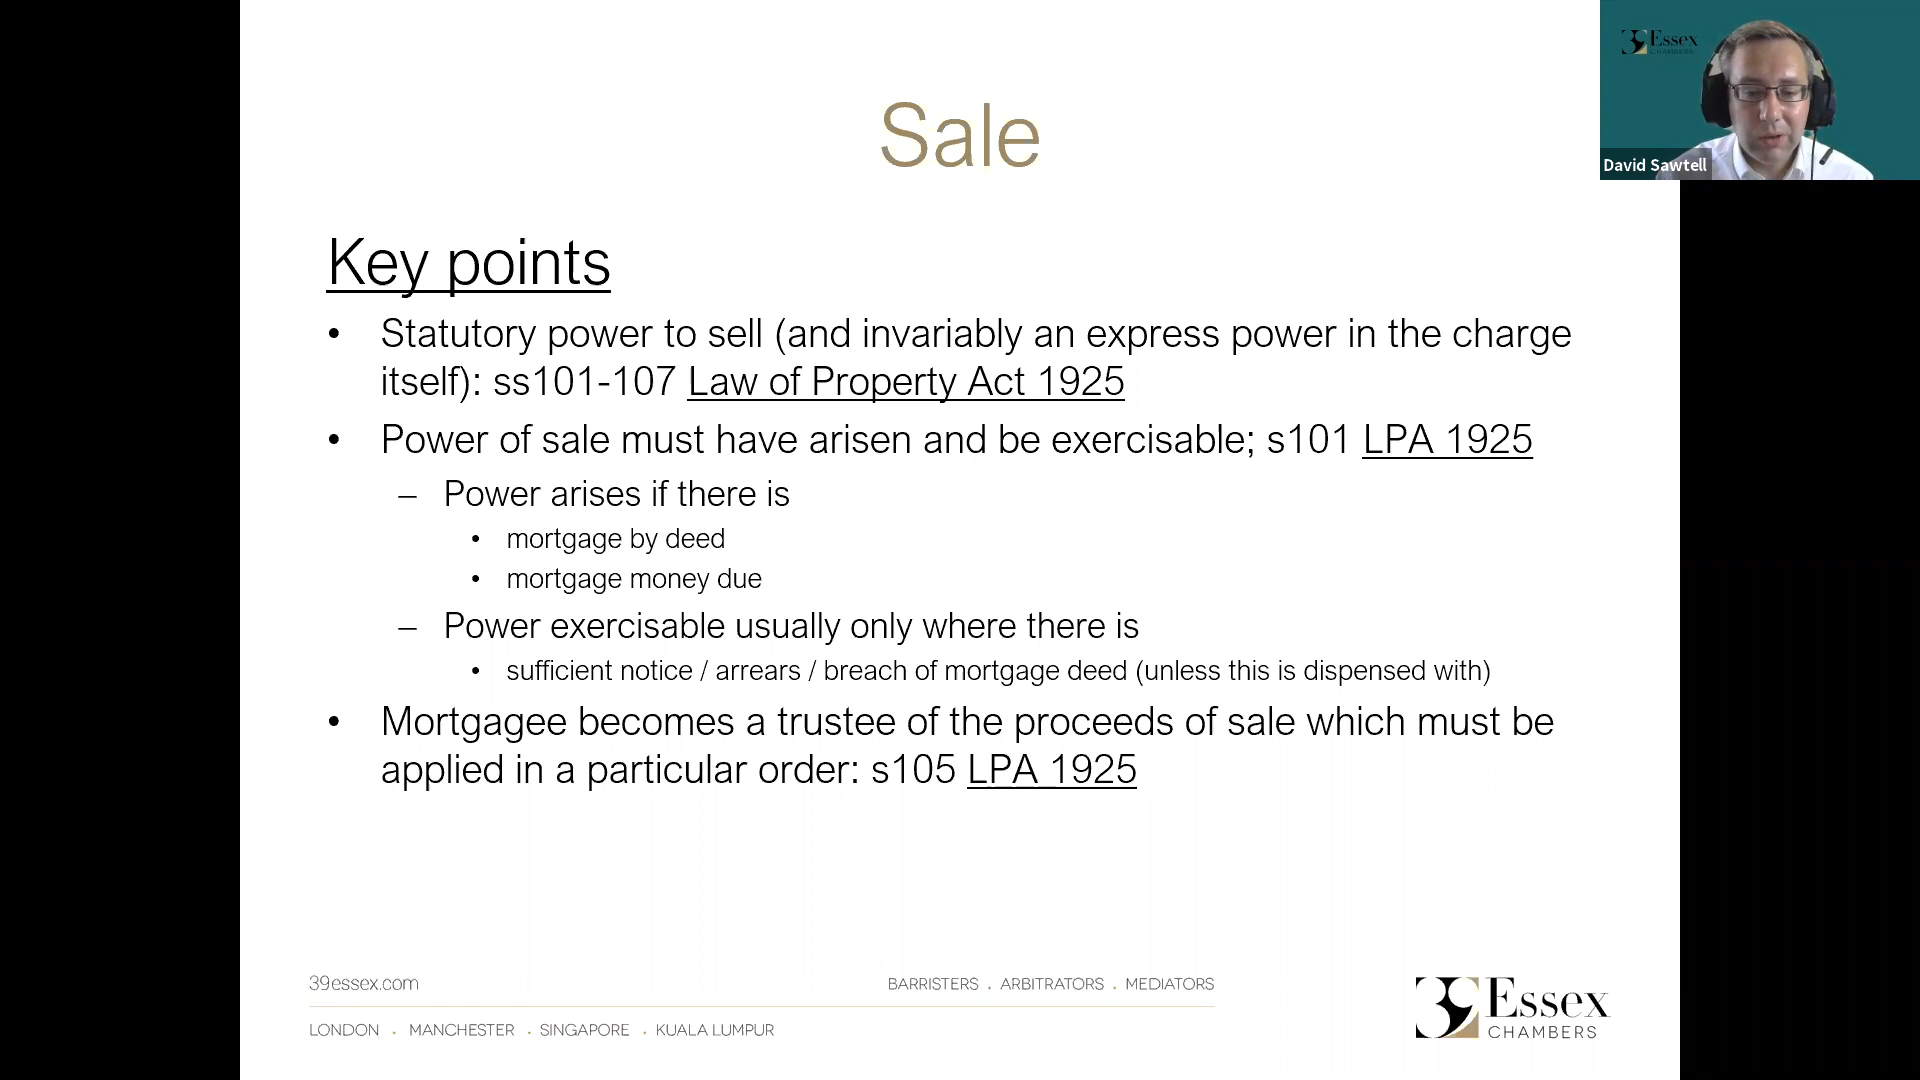 Sale
Key points
• Statutory power to sell (and invariably an express power in the charge
itself): ss101-107 Law of Property Act 1925
• Power of sale must have arisen and be exercisable; s101 LPA 1925
– Power arises if there is
• mortgage by deed
• mortgage money due
– Power exercisable usually only where there is
• sufficient notice / arrears / breach of mortgage deed (unless this is dispensed with)
• Mortgagee becomes a trustee of the proceeds of sale which must be
applied in a particular order: s105 LPA 1925
39essex.com
BARRISTERS . ARBITRATORS . MEDIATORS
LONDON . MANCHESTER . SINGAPORE . KUALA LUMPUR
39 Essex
CHAMBERS
39 Essex
CHAMBERS
David Sawtell